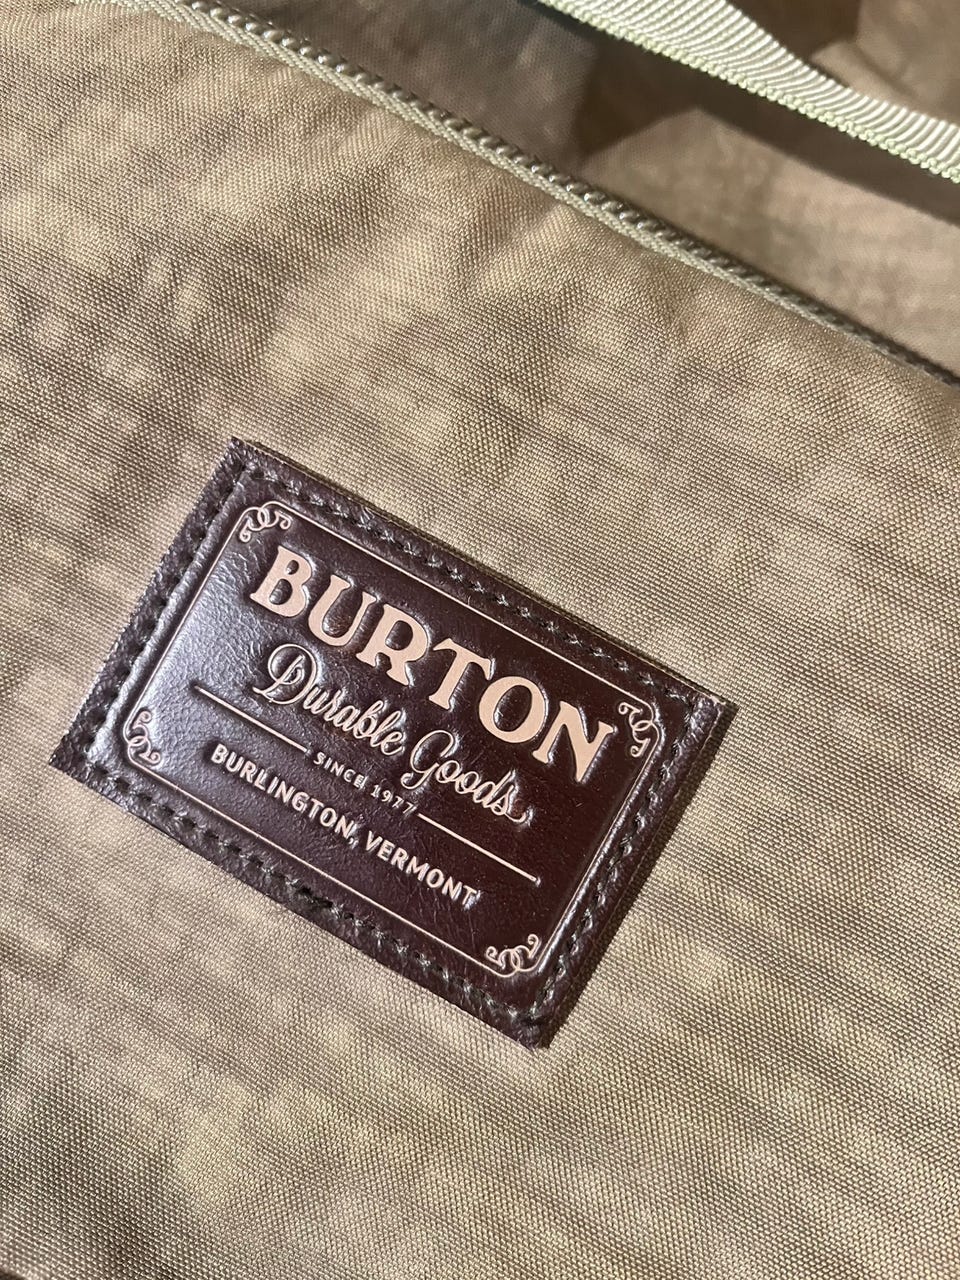 BURTON
Durable Goods
SINCE 1977
BURLINGTON, VERMONT